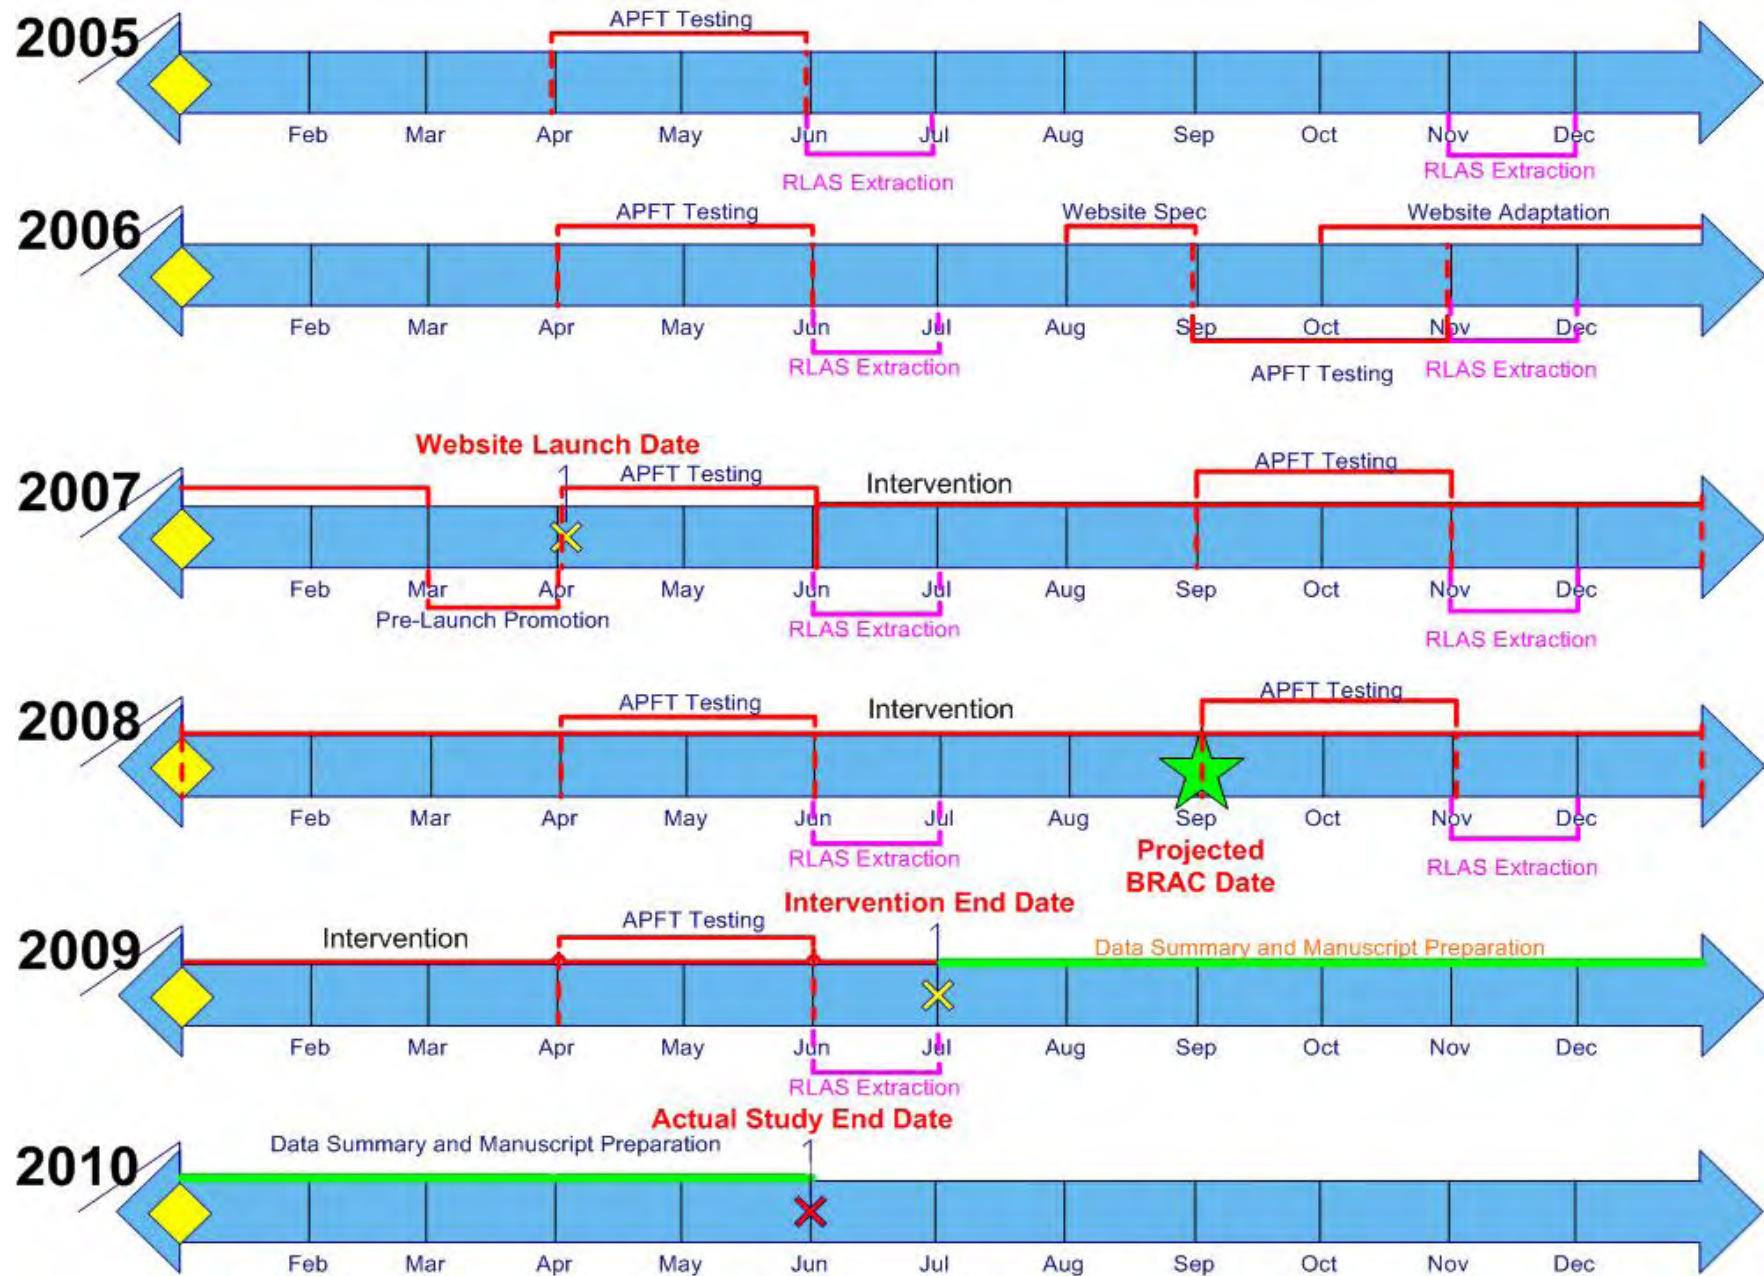 APFT Testing
2005
Feb Mar Apr May Jun Jul Aug Sep Oct Nov Dec
RLAS Extraction RLAS Extraction
APFT Testing Website Spec Website Adaptation
2006
Feb Mar Apr May Jun Jul Aug Sep Oct Nov Dec
RLAS Extraction APFT Testing RLAS Extraction
Website Launch Date
APFT Testing Intervention APFT Testing
2007
Feb Mar Apr May Jun Jul Aug Sep Oct Nov Dec
Pre-Launch Promotion RLAS Extraction RLAS Extraction
APFT Testing Intervention APFT Testing
2008
Feb Mar Apr May Jun Jul Aug Sep Oct Nov Dec
RLAS Extraction Projected RLAS Extraction
BRAC Date
Intervention End Date
Intervention APFT Testing Data Summary and Manuscript Preparation
2009
Feb Mar Apr May Jun Jul Aug Sep Oct Nov Dec
RLAS Extraction
Actual Study End Date
Data Summary and Manuscript Preparation
2010
Feb Mar Apr May Jun Jul Aug Sep Oct Nov Dec